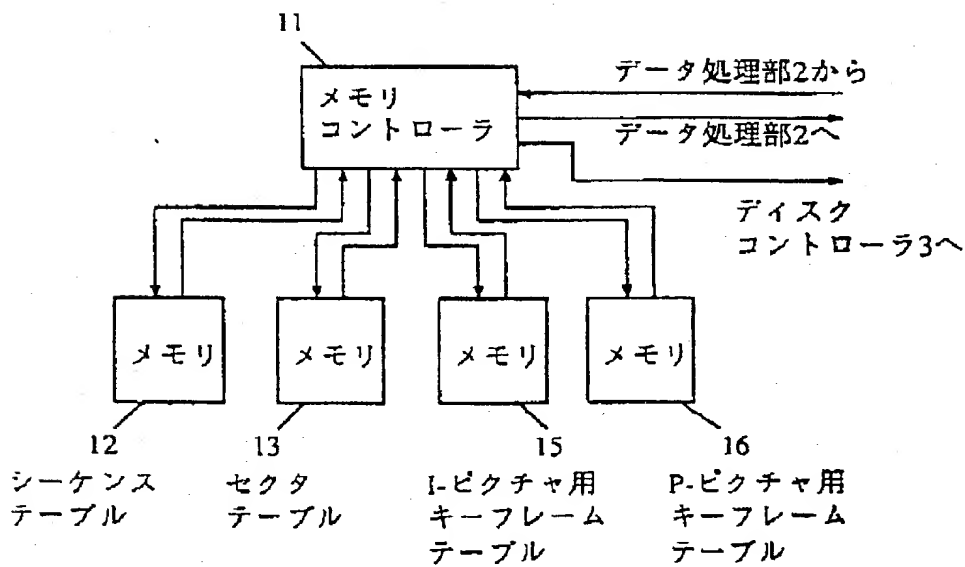 11
メモリ
コントローラ
データ処理部2から
データ処理部2へ
ディスク
コントローラ3へ
メモリ
メモリ
メモリ
メモリ
12
13
15
16
シーケンス
テーブル
セクタ
テーブル
I-ピクチャ用
キーフレーム
テーブル
P-ピクチャ用
キーフレーム
テーブル